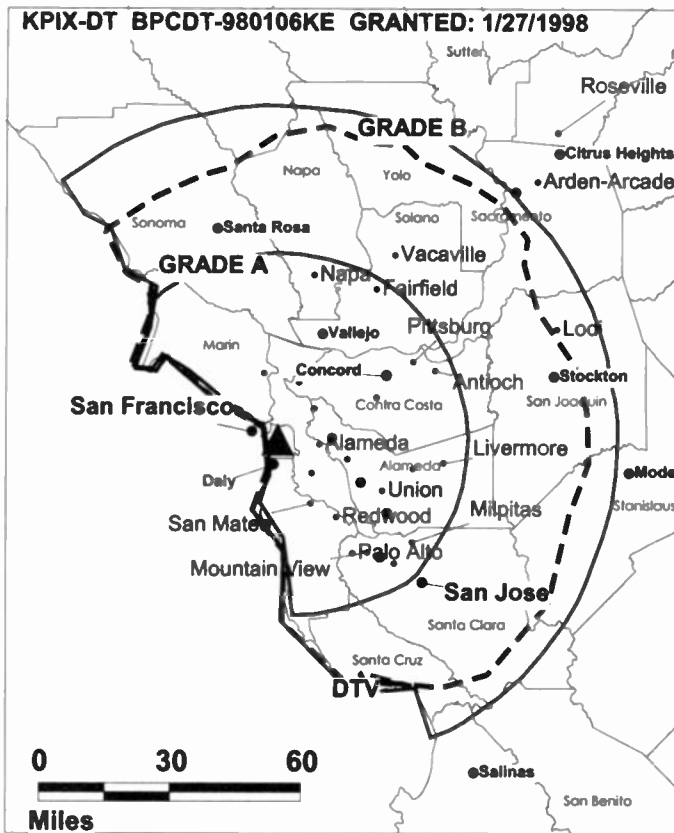 KPIX-DT BPCDT-980106KE GRANTED: 1/27/1998
Sutter
Roseville
GRADE B
Citrus Heights
Napa
Yolo
Arden-Arcade
Sonoma
Solano
Sacramento
Santa Rosa
Vacaville
GRADE A
Napa
Fairfield
Vallejo
Pittsburg
Lodi
Marin
Concord
Antioch
Stockton
San Francisco
Contra Costa
San Joaquin
Alameda
Livermore
Daly
Alameda
Mode
Union
San Mateo
Redwood
Milpitas
Stanislaus
Palo Alto
Mountain View
San Jose
Santa Clara
Santa Cruz
DTV
0 30 60
Miles
Salinas
San Benito